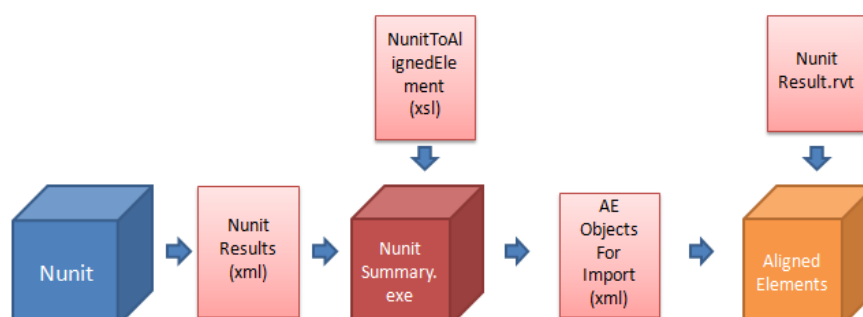 NunitToAl
ignedEle
ment
(xsl)
Nunit
Result.rvt
Nunit
Nunit
Results
(xml)
Nunit
Summary.
exe
AE
Objects
For
Import
(xml)
Aligned
Elements